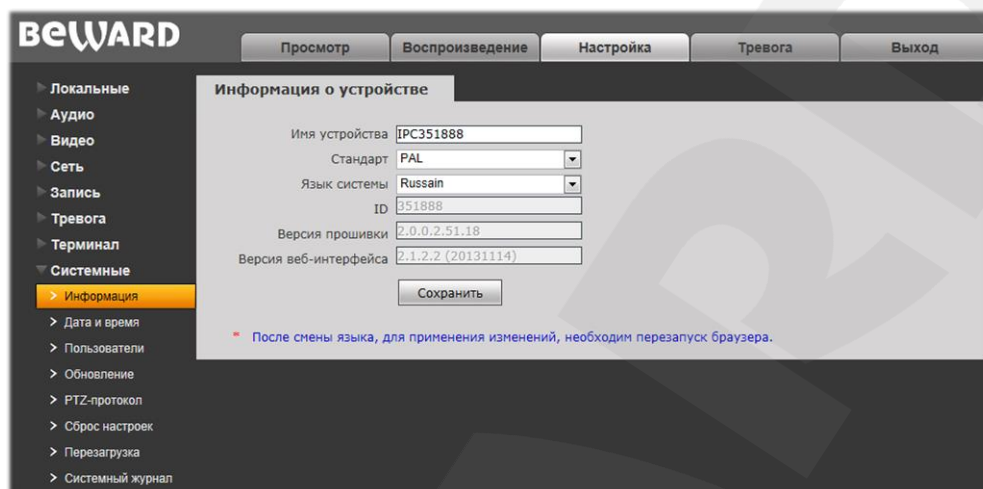 BEWARD
Просмотр Воспроизведение Настройка Тревога Выход
Локальные
Аудио
Видео
Сеть
Запись
Тревога
Терминал
Системные
Информация
Дата и время
Пользователи
Обновление
PTZ-протокол
Сброс настроек
Перезагрузка
Системный журнал
Информация о устройстве
Имя устройства IPC351888
Стандарт PAL
Язык системы Russain
ID 351888
Версия прошивки 2.0.0.2.51.18
Версия веб-интерфейса 2.1.2.2 (20131114)
Сохранить
* После смены языка, для применения изменений, необходим перезапуск браузера.